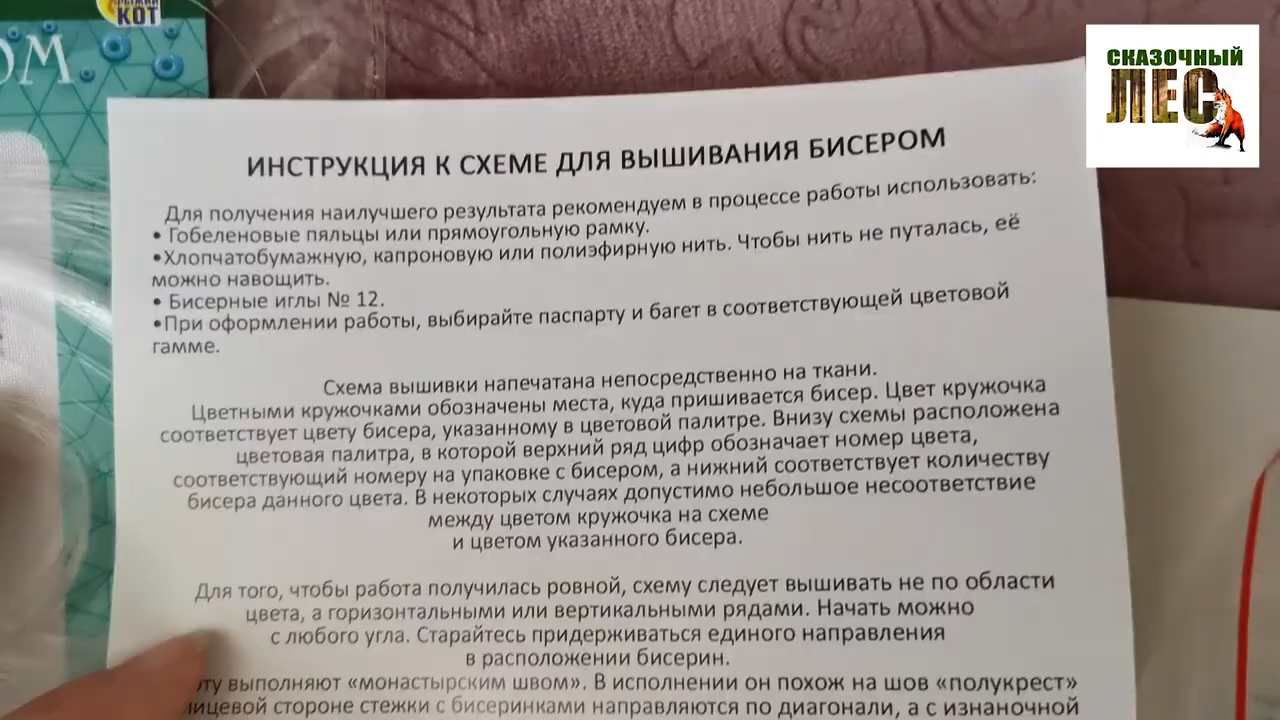 КОТ
СКАЗОЧНЫЙ
ЛЕС
ИНСТРУКЦИЯ К СХЕМЕ ДЛЯ ВЫШИВАНИЯ БИСЕРОМ
Для получения наилучшего результата рекомендуем в процессе работы использовать:
• Гобеленовые пяльцы или прямоугольную рамку.
•Хлопчатобумажную, капроновую или полиэфирную нить. Чтобы нить не путалась, её
можно навощить.
• Бисерные иглы № 12.
•При оформлении работы, выбирайте паспарту и багет в соответствующей цветовой
гамме.
Схема вышивки напечатана непосредственно на ткани.
Цветными кружочками обозначены места, куда пришивается бисер. Цвет кружочка
соответствует цвету бисера, указанному в цветовой палитре. Внизу схемы расположена
цветовая палитра, в которой верхний ряд цифр обозначает номер цвета,
соответствующий номеру на упаковке с бисером, а нижний соответствует количеству
бисера данного цвета. В некоторых случаях допустимо небольшое несоответствие
между цветом кружочка на схеме
и цветом указанного бисера.
Для того, чтобы работа получилась ровной, схему следует вышивать не по области
цвета, а горизонтальными или вертикальными рядами. Начать можно
с любого угла. Старайтесь придерживаться единого направления
в расположении бисерин.
выполняют «монастырским швом». В исполнении он похож на шов «полукрест»
стороне стежки с бисеринками направляются по диагонали, а с изнаночной